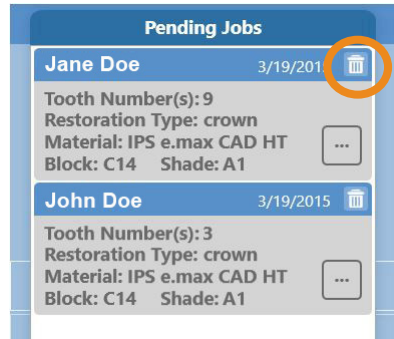 Pending Jobs
Jane Doe 3/19/2015
Tooth Number(s): 9
Restoration Type: crown
Material: IPS e.max CAD HT
Block: C14 Shade: A1
...
John Doe 3/19/2015
Tooth Number(s): 3
Restoration Type: crown
Material: IPS e.max CAD HT
Block: C14 Shade: A1
...